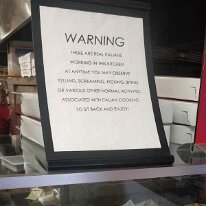 WARNING
THERE ARE REAL ITALIANS
WORKING IN THIS KITCHEN
AT ANYTIME YOU MAY OBSERVE
YELLING, SCREAMING, KICKING, BITING
OR VARIOUS OTHER NORMAL ACTIVITIES
ASSOCIATED WITH ITALIAN COOKING
SO SIT BACK AND ENJOY!